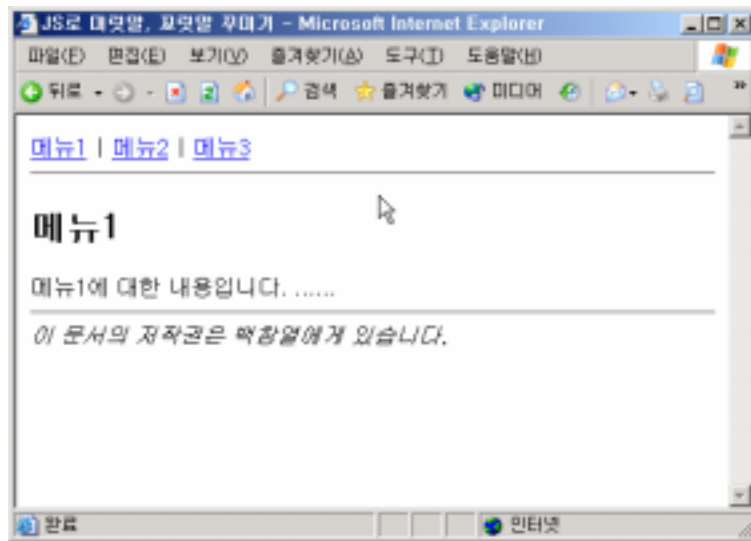 JS로 머릿말, 꼬릿말 꾸미기 - Microsoft Internet Explorer
파일(F) 편집(E) 보기(V) 즐겨찾기(A) 도구(T) 도움말(H)
뒤로 검색 즐겨찾기 미디어 »
메뉴1 | 메뉴2 | 메뉴3
메뉴1
메뉴1에 대한 내용입니다. ......
이 문서의 저작권은 백창열에게 있습니다.
완료 인터넷